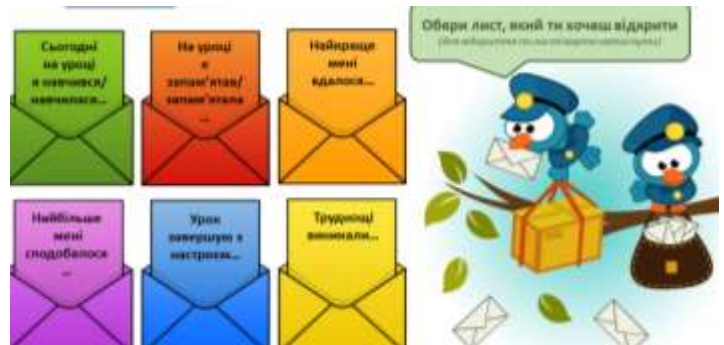 Сьогодні
на уроці
я навчився/
навчилася...
На уроці
я
запам'ятав/
запам'ятала
...
Найкраще
мені
вдалося...
Обери лист, який ти хочеш відкрити
Найбільше
мені
сподобалося
...
Урок
завершую з
настроєм...
Труднощі
виникали...